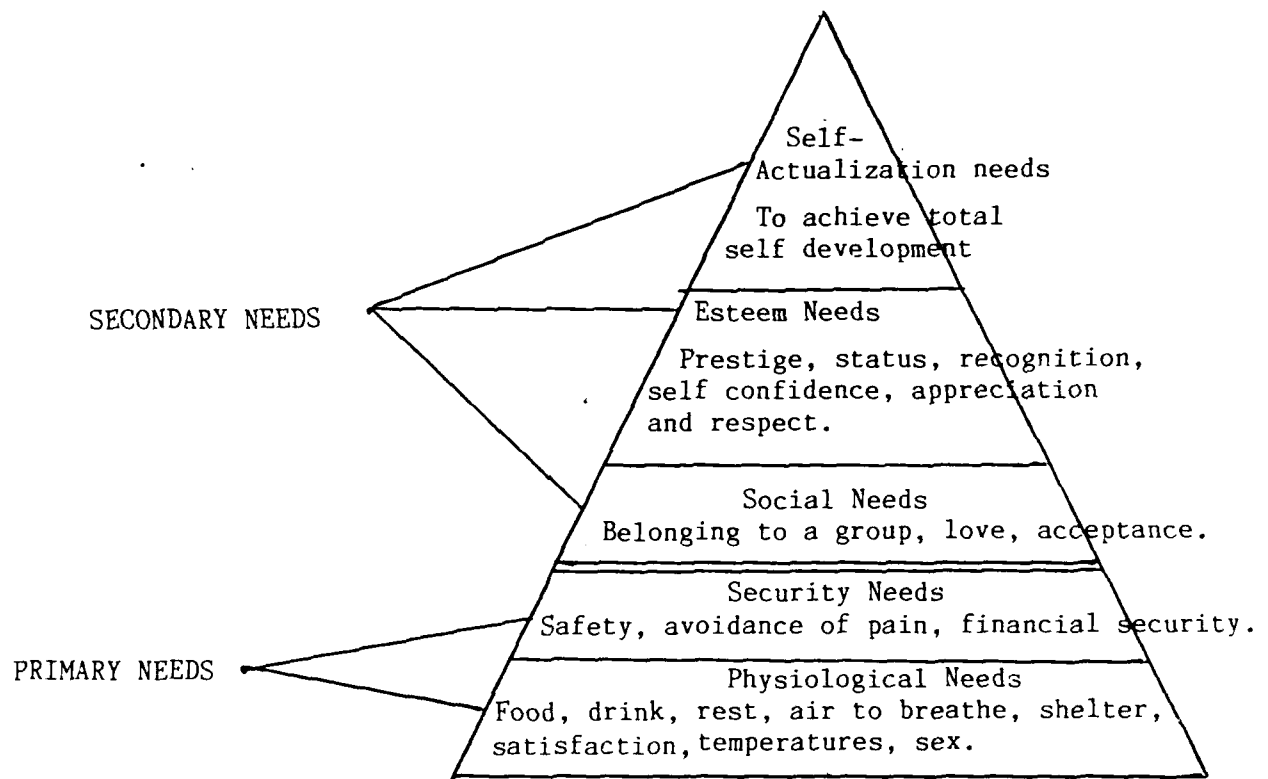 Self-
Actualization needs
To achieve total
self development
SECONDARY NEEDS
Esteem Needs
Prestige, status, recognition,
self confidence, appreciation
and respect.
Social Needs
Belonging to a group, love, acceptance.
Security Needs
Safety, avoidance of pain, financial security.
PRIMARY NEEDS
Physiological Needs
Food, drink, rest, air to breathe, shelter,
satisfaction, temperatures, sex.